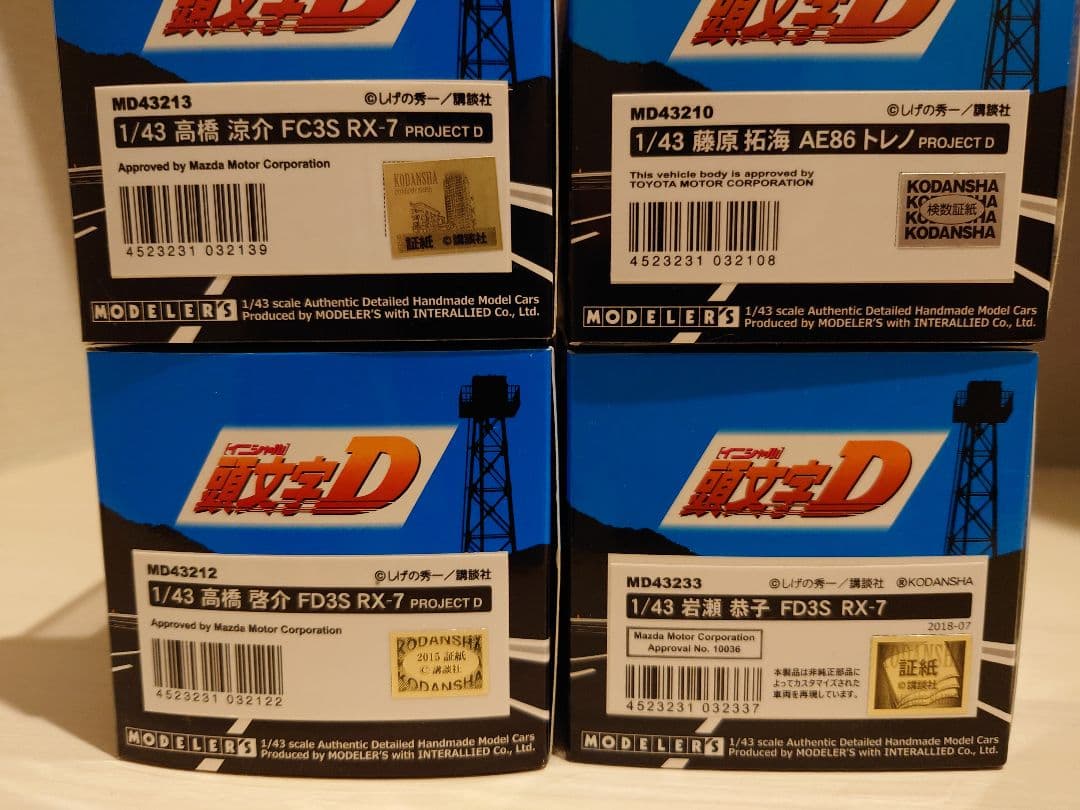 頭文字D
MD43213
©しげの秀一／講談社
1/43 高橋 涼介 FC3S RX-7 PROJECT D
Approved by Mazda Motor Corporation
KODANSHA
証紙 ©講談社
4523231 032139
MODELER'S
1/43 scale Authentic Detailed Handmade Model Cars
Produced by MODELER'S with INTERALLIED Co., Ltd.
頭文字D
MD43210
©しげの秀一／講談社
1/43 藤原 拓海 AE86 トレノ PROJECT D
This vehicle body is approved by
TOYOTA MOTOR CORPORATION
KODANSHA
検数証紙
KODANSHA
4523231 032108
MODELER'S
1/43 scale Authentic Detailed Handmade Model Cars
Produced by MODELER'S with INTERALLIED Co., Ltd.
[イニシャル]
頭文字D
MD43212
©しげの秀一／講談社
1/43 高橋 啓介 FD3S RX-7 PROJECT D
Approved by Mazda Motor Corporation
KODANSHA
2015 証紙
©講談社
KODANSHA
4523231 032122
MODELER'S
1/43 scale Authentic Detailed Handmade Model Cars
Produced by MODELER'S with INTERALLIED Co., Ltd.
[イニシャル]
頭文字D
MD43233
©しげの秀一／講談社 ®KODANSHA
1/43 岩瀬 恭子 FD3S RX-7
2018-07
Mazda Motor Corporation
Approval No. 10036
本製品は非純正部品に
よってカスタマイズされた
車両を再現しています。
KODANSHA
証紙
©講談社
4523231 032337
MODELER'S
1/43 scale Authentic Detailed Handmade Model Cars
Produced by MODELER'S with INTERALLIED Co., Ltd.